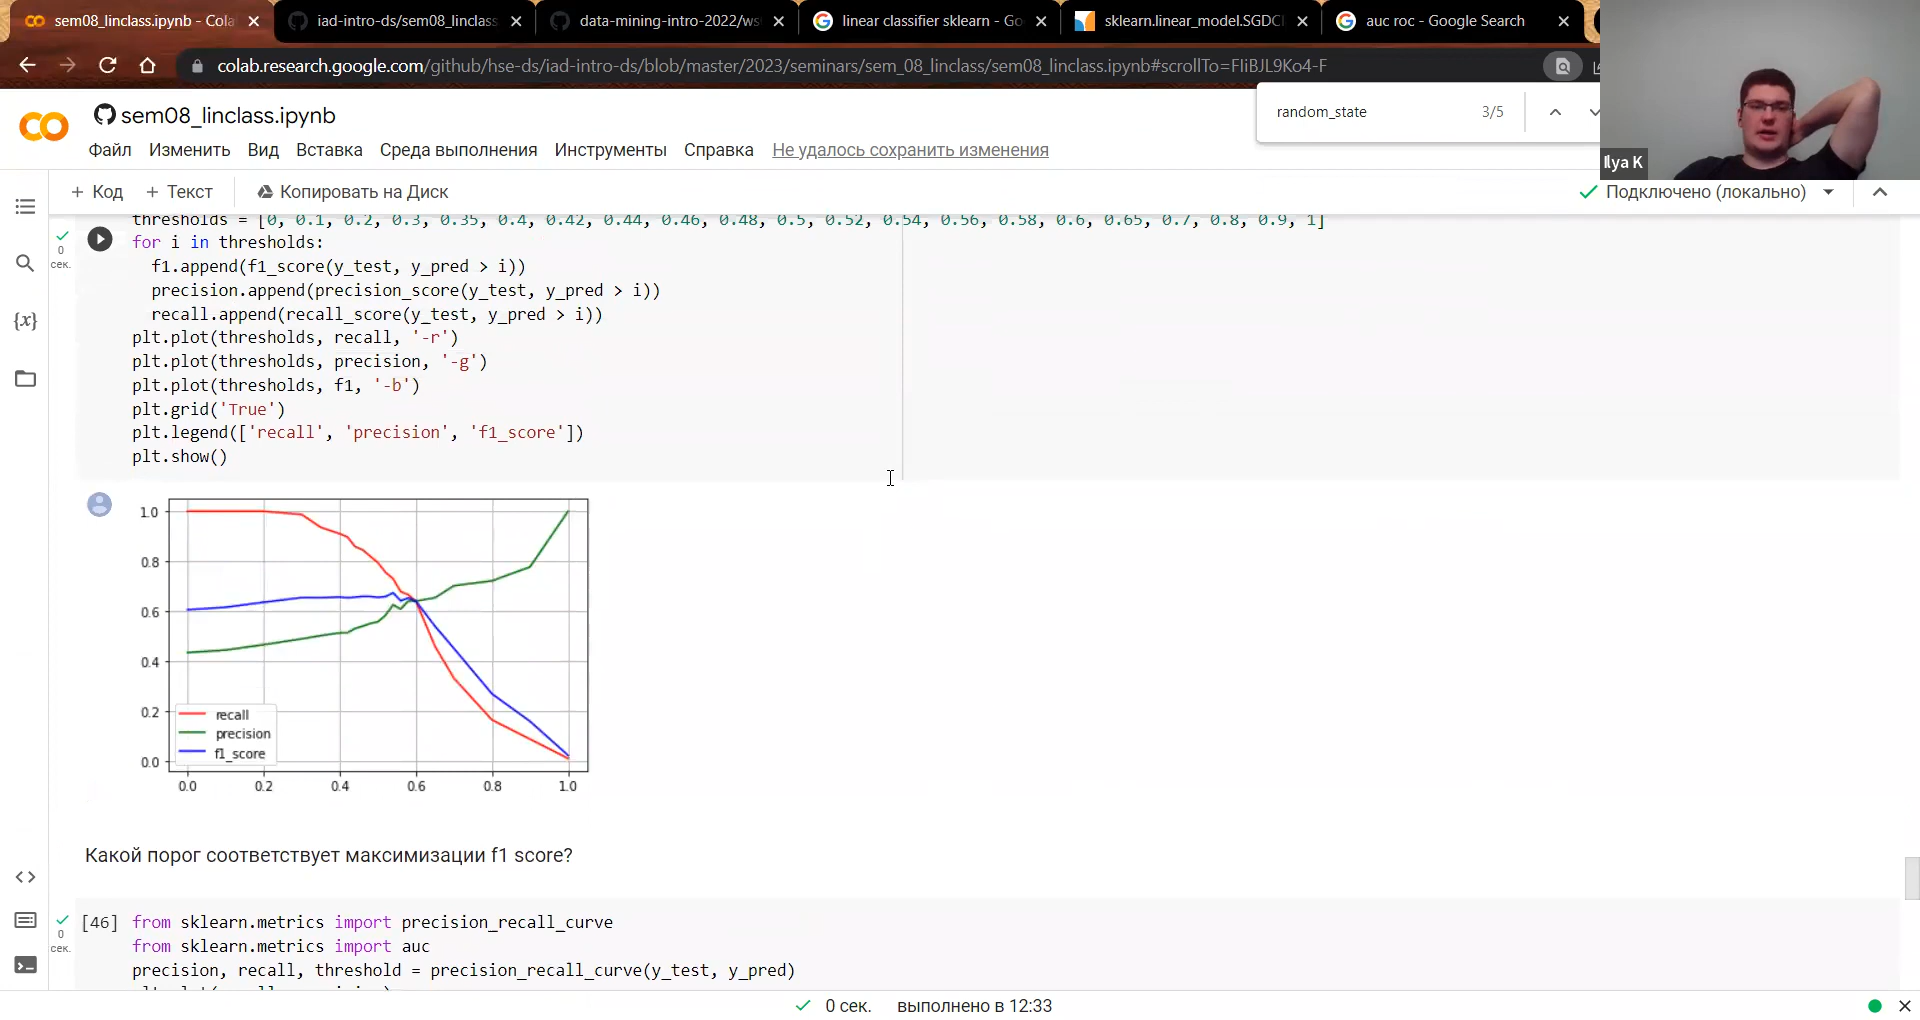 sem08_linclass.ipynb - Cola
iad-intro-ds/sem08_linclass
data-mining-intro-2022/ws
linear classifier sklearn - Go
sklearn.linear_model.SGDCl
auc roc - Google Search
colab.research.google.com/github/hse-ds/iad-intro-ds/blob/master/2023/seminars/sem_08_linclass/sem08_linclass.ipynb#scrollTo=FIiBJL9Ko4-F
random_state 3/5
sem08_linclass.ipynb
Файл Изменить Вид Вставка Среда выполнения Инструменты Справка Не удалось сохранить изменения
Ilya K
+ Код + Текст Копировать на Диск Подключено (локально)
thresholds = [0, 0.1, 0.2, 0.3, 0.35, 0.4, 0.42, 0.44, 0.46, 0.48, 0.5, 0.52, 0.54, 0.56, 0.58, 0.6, 0.65, 0.7, 0.8, 0.9, 1]
0
сек.
for i in thresholds:
f1.append(f1_score(y_test, y_pred > i))
precision.append(precision_score(y_test, y_pred > i))
recall.append(recall_score(y_test, y_pred > i))
plt.plot(thresholds, recall, '-r')
plt.plot(thresholds, precision, '-g')
plt.plot(thresholds, f1, '-b')
plt.grid('True')
plt.legend(['recall', 'precision', 'f1_score'])
plt.show()
1.0
0.8
0.6
0.4
0.2
0.0
recall
precision
f1_score
0.0 0.2 0.4 0.6 0.8 1.0
Какой порог соответствует максимизации f1 score?
0
сек.
[46] from sklearn.metrics import precision_recall_curve
from sklearn.metrics import auc
precision, recall, threshold = precision_recall_curve(y_test, y_pred)
0 сек. выполнено в 12:33